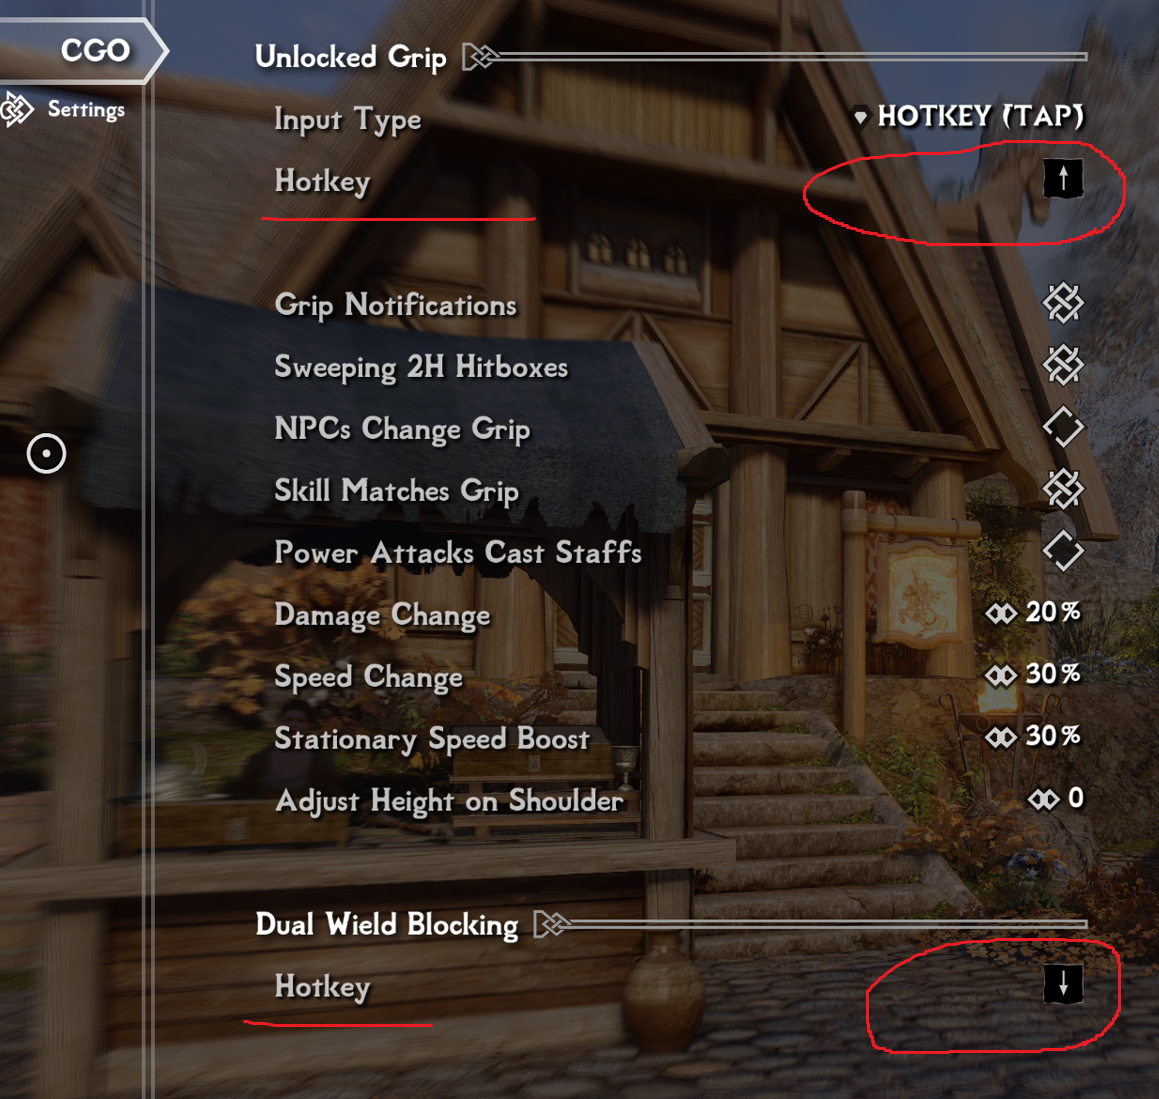 CGO
Settings
Unlocked Grip
Input Type HOTKEY (TAP)
Hotkey ↑
Grip Notifications
Sweeping 2H Hitboxes
NPCs Change Grip
Skill Matches Grip
Power Attacks Cast Staffs
Damage Change 20%
Speed Change 30%
Stationary Speed Boost 30%
Adjust Height on Shoulder 0
Dual Wield Blocking
Hotkey ↓